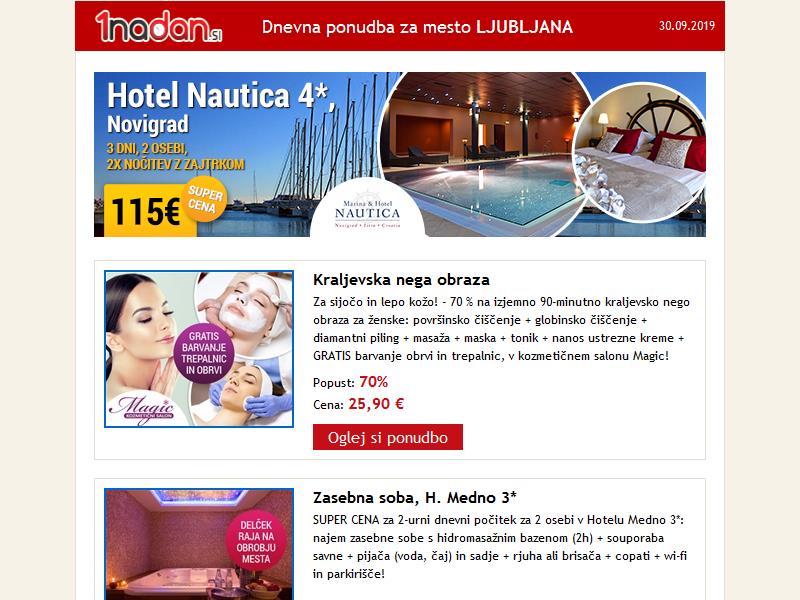 1nadan.si
Dnevna ponudba za mesto LJUBLJANA
30.09.2019
Hotel Nautica 4*,
Novigrad
3 DNI, 2 OSEBI,
2X NOČITEV Z ZAJTRKOM
115€
SUPER
CENA
Marina & Hotel
NAUTICA
Novigrad • Istra • Croatia
GRATIS
BARVANJE
TREPALNIC
IN OBRVI
Magic
KOZMETIČNI SALON
Kraljevska nega obraza
Za sijočo in lepo kožo! - 70 % na izjemno 90-minutno kraljevsko nego
obraza za ženske: površinsko čiščenje + globinsko čiščenje +
diamantni piling + masaža + maska + tonik + nanos ustrezne kreme +
GRATIS barvanje obrvi in trepalnic, v kozmetičnem salonu Magic!
Popust: 70%
Cena: 25,90 €
Oglej si ponudbo
DELČEK
RAJA NA
OBROBJU
MESTA
Zasebna soba, H. Medno 3*
SUPER CENA za 2-urni dnevni počitek za 2 osebi v Hotelu Medno 3*:
najem zasebne sobe s hidromasažnim bazenom (2h) + souporaba
savne + pijača (voda, čaj) in sadje + rjuha ali brisača + copati + wi-fi
in parkirišče!